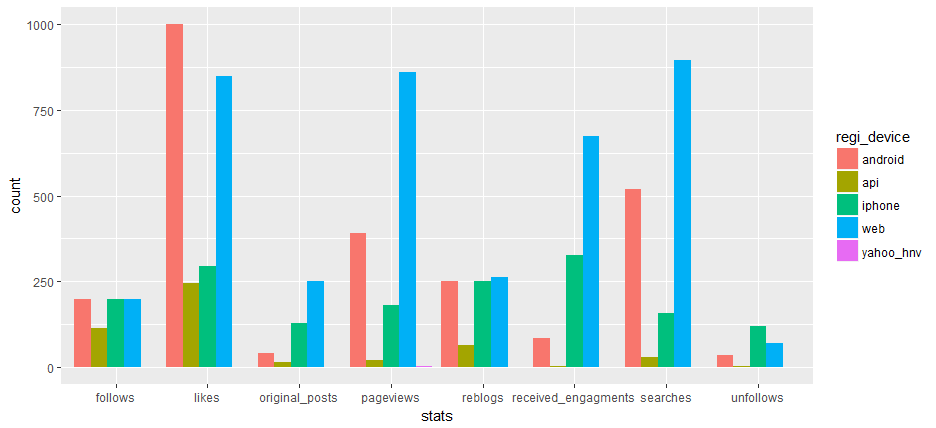 1000
750
500
250
0
count
follows likes original_posts pageviews reblogs received_engagments searches unfollows
stats
regi_device
android
api
iphone
web
yahoo_hnv